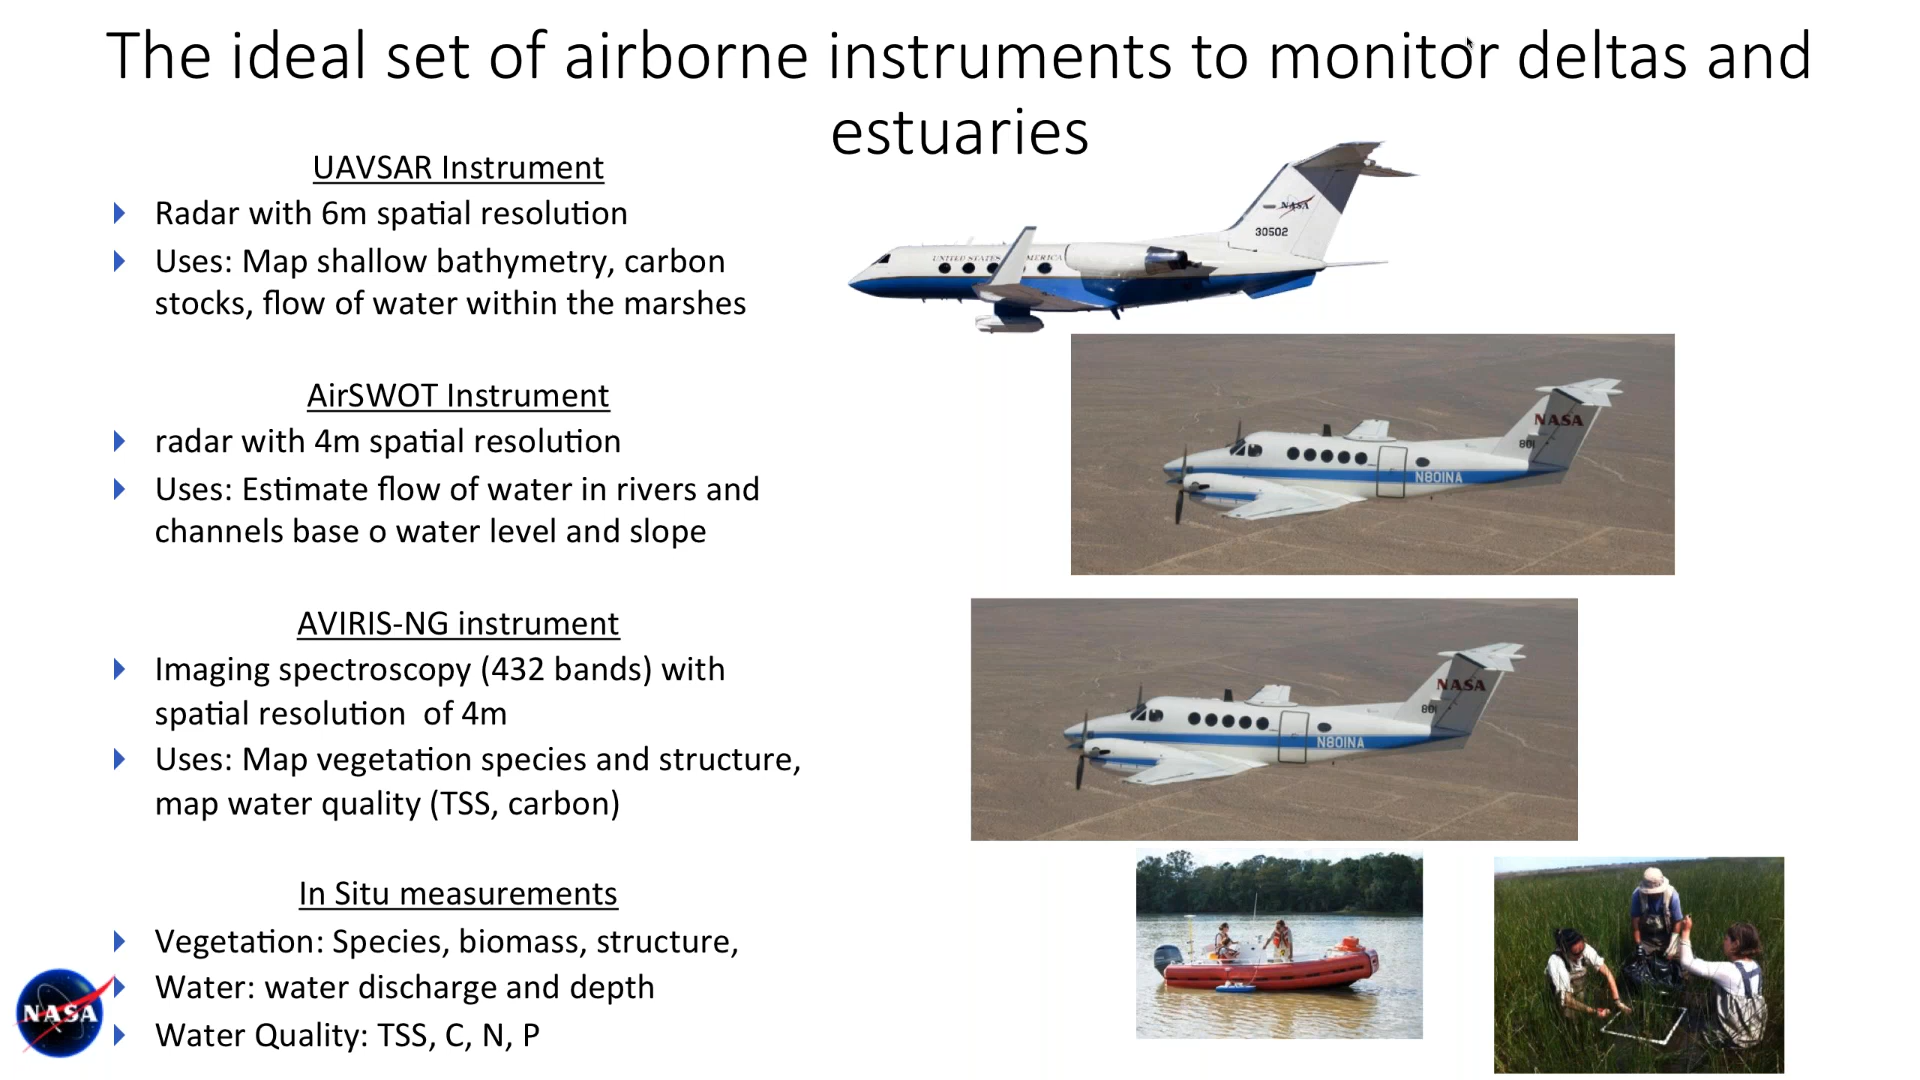 The ideal set of airborne instruments to monitor deltas and
estuaries
UAVSAR Instrument
Radar with 6m spatial resolution
Uses: Map shallow bathymetry, carbon
stocks, flow of water within the marshes
AirSWOT Instrument
radar with 4m spatial resolution
Uses: Estimate flow of water in rivers and
channels base o water level and slope
AVIRIS-NG instrument
Imaging spectroscopy (432 bands) with
spatial resolution of 4m
Uses: Map vegetation species and structure,
map water quality (TSS, carbon)
In Situ measurements
Vegetation: Species, biomass, structure,
Water: water discharge and depth
Water Quality: TSS, C, N, P
NASA
NASA
30502
UNITED STATES AMERICA
NASA
801
N801NA
NASA
801
N801NA